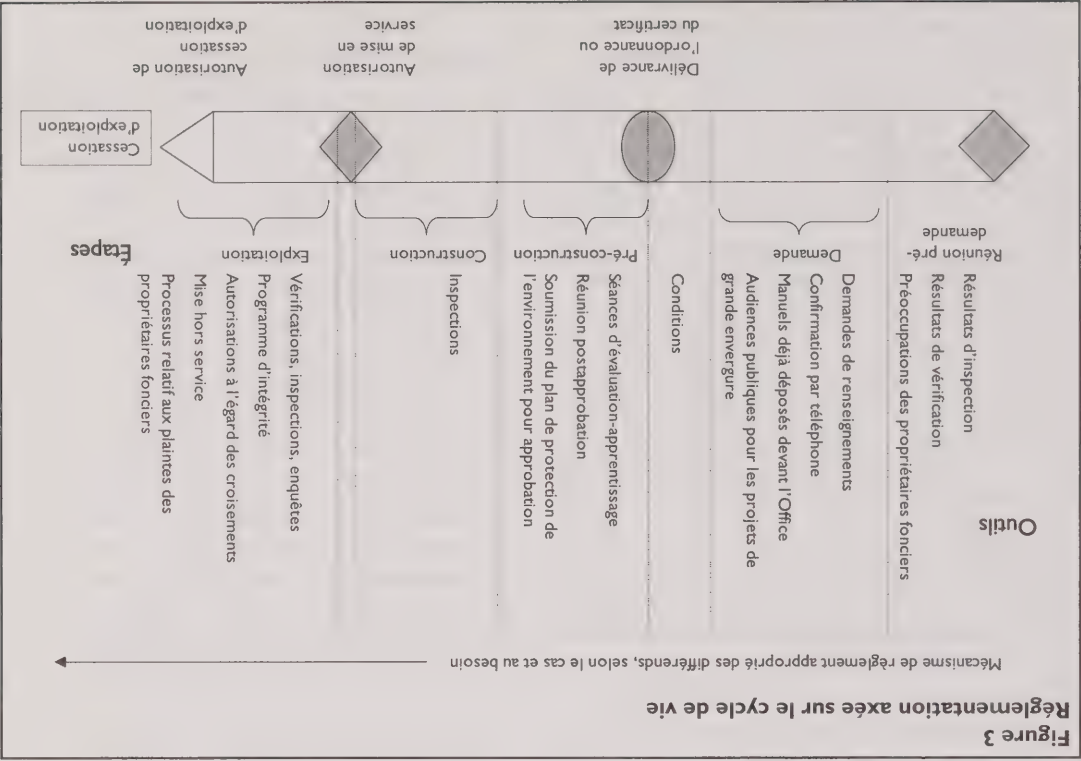 Figure 3
Réglementation axée sur le cycle de vie
Mécanisme de règlement approprié des différends, selon le cas et au besoin
Outils
Résultats d'inspection
Résultats de vérification
Préoccupations des propriétaires fonciers
Demandes de renseignements
Confirmation par téléphone
Manuels déjà déposés devant l'Office
Audiences publiques pour les projets de
grande envergure
Conditions
Séances d'évaluation-apprentissage
Réunion postapprobation
Soumission du plan de protection de
l'environnement pour approbation
Inspections
Vérifications, inspections, enquêtes
Programme d'intégrité
Autorisations à l'égard des croisements
Mise hors service
Processus relatif aux plaintes des
propriétaires fonciers
Réunion pré-
demande
Demande
Pré-construction
Construction
Exploitation
Étapes
Cessation
d'exploitation
Délivrance de
l'ordonnance ou
du certificat
Autorisation
de mise en
service
Autorisation de
cessation
d'exploitation